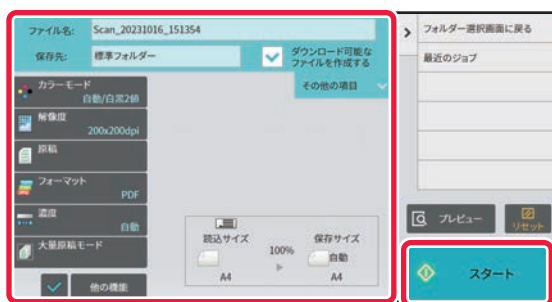 ファイル名:
Scan_20231016_151354
保存先:
標準フォルダー
ダウンロード可能な
ファイルを作成する
その他の項目
カラーモード
自動/白黒2値
解像度
200x200dpi
原稿
フォーマット
PDF
濃度
自動
大量原稿モード
他の機能
読込サイズ
A4
100%
保存サイズ
自動
A4
フォルダー選択画面に戻る
最近のジョブ
プレビュー
リセット
スタート